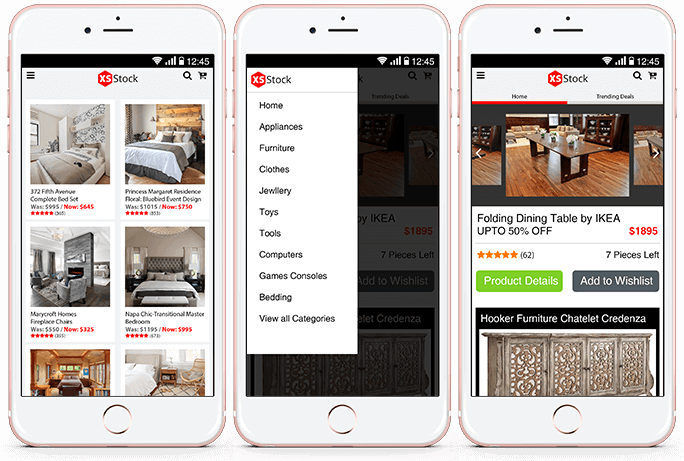 12:45
XS Stock
372 Fifth Avenue
Complete Bed Set
Was: $995 / Now: $645
(365)
Princess Margaret Residence
Floral: Bluebird Event Design
Was: $1015 / Now: $750
(853)
Marycroft Homes
Fireplace Chairs
Was: $550 / Now: $325
(355)
Napa Chic-Transitional Master
Bedroom
Was: $1195 / Now: $995
(673)
12:45
XS Stock
Trending Deals
Home
Appliances
Furniture
Clothes
Jewllery
Toys
Tools
Computers
Games Consoles
Bedding
View all Categories
by IKEA
$1895
7 Pieces Left
Add to Wishlist
12:45
XS Stock
Home
Trending Deals
Folding Dining Table by IKEA
UPTO 50% OFF
$1895
(62)
7 Pieces Left
Product Details
Add to Wishlist
Hooker Furniture Chatelet Credenza